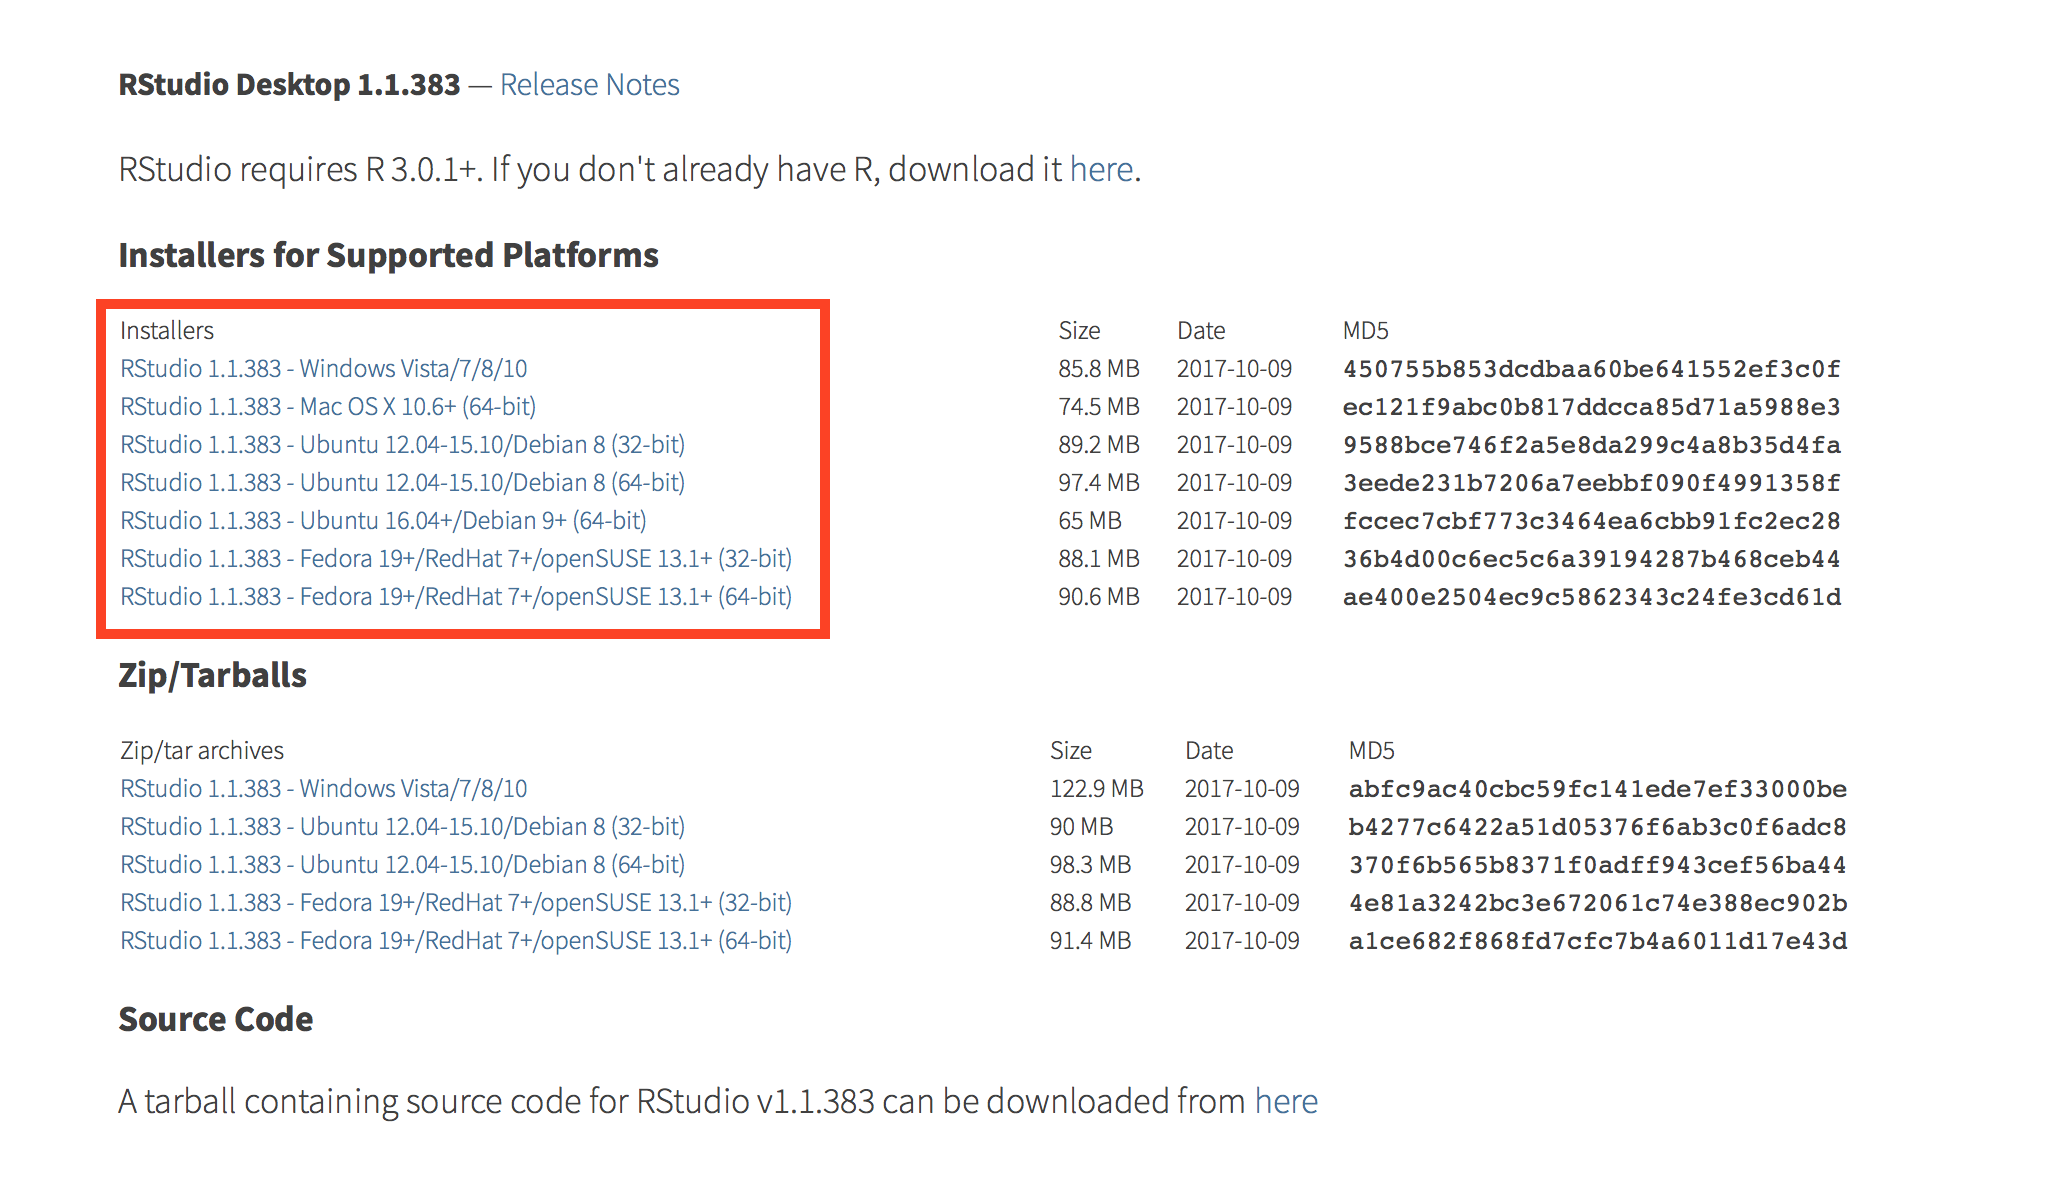 RStudio Desktop 1.1.383 — Release Notes
RStudio requires R 3.0.1+. If you don't already have R, download it here.
Installers for Supported Platforms
Installers Size Date MD5
RStudio 1.1.383 - Windows Vista/7/8/10 85.8 MB 2017-10-09 450755b853dcdbaa60be641552ef3c0f
RStudio 1.1.383 - Mac OS X 10.6+ (64-bit) 74.5 MB 2017-10-09 ec121f9abc0b817ddcca85d71a5988e3
RStudio 1.1.383 - Ubuntu 12.04-15.10/Debian 8 (32-bit) 89.2 MB 2017-10-09 9588bce746f2a5e8da299c4a8b35d4fa
RStudio 1.1.383 - Ubuntu 12.04-15.10/Debian 8 (64-bit) 97.4 MB 2017-10-09 3eede231b7206a7eebbf090f4991358f
RStudio 1.1.383 - Ubuntu 16.04+/Debian 9+ (64-bit) 65 MB 2017-10-09 fccec7cbf773c3464ea6cbb91fc2ec28
RStudio 1.1.383 - Fedora 19+/RedHat 7+/openSUSE 13.1+ (32-bit) 88.1 MB 2017-10-09 36b4d00c6ec5c6a39194287b468ceb44
RStudio 1.1.383 - Fedora 19+/RedHat 7+/openSUSE 13.1+ (64-bit) 90.6 MB 2017-10-09 ae400e2504ec9c5862343c24fe3cd61d
Zip/Tarballs
Zip/tar archives Size Date MD5
RStudio 1.1.383 - Windows Vista/7/8/10 122.9 MB 2017-10-09 abfc9ac40cbc59fc141ede7ef33000be
RStudio 1.1.383 - Ubuntu 12.04-15.10/Debian 8 (32-bit) 90 MB 2017-10-09 b4277c6422a51d05376f6ab3c0f6adc8
RStudio 1.1.383 - Ubuntu 12.04-15.10/Debian 8 (64-bit) 98.3 MB 2017-10-09 370f6b565b8371f0adff943cef56ba44
RStudio 1.1.383 - Fedora 19+/RedHat 7+/openSUSE 13.1+ (32-bit) 88.8 MB 2017-10-09 4e81a3242bc3e672061c74e388ec902b
RStudio 1.1.383 - Fedora 19+/RedHat 7+/openSUSE 13.1+ (64-bit) 91.4 MB 2017-10-09 a1ce682f868fd7cfc7b4a6011d17e43d
Source Code
A tarball containing source code for RStudio v1.1.383 can be downloaded from here